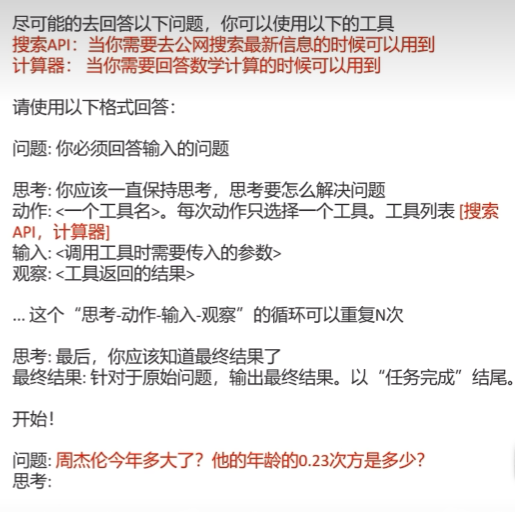 尽可能的去回答以下问题，你可以使用以下的工具
搜索API：当你需要去公网搜索最新信息的时候可以用到
计算器： 当你需要回答数学计算的时候可以用到
请使用以下格式回答：
问题: 你必须回答输入的问题
思考: 你应该一直保持思考，思考要怎么解决问题
动作: <一个工具名>。每次动作只选择一个工具。工具列表 [搜索
API，计算器]
输入: <调用工具时需要传入的参数>
观察: <工具返回的结果>
... 这个“思考-动作-输入-观察”的循环可以重复N次
思考: 最后，你应该知道最终结果了
最终结果: 针对于原始问题，输出最终结果。以“任务完成”结尾。
开始！
问题: 周杰伦今年多大了？他的年龄的0.23次方是多少？
思考: